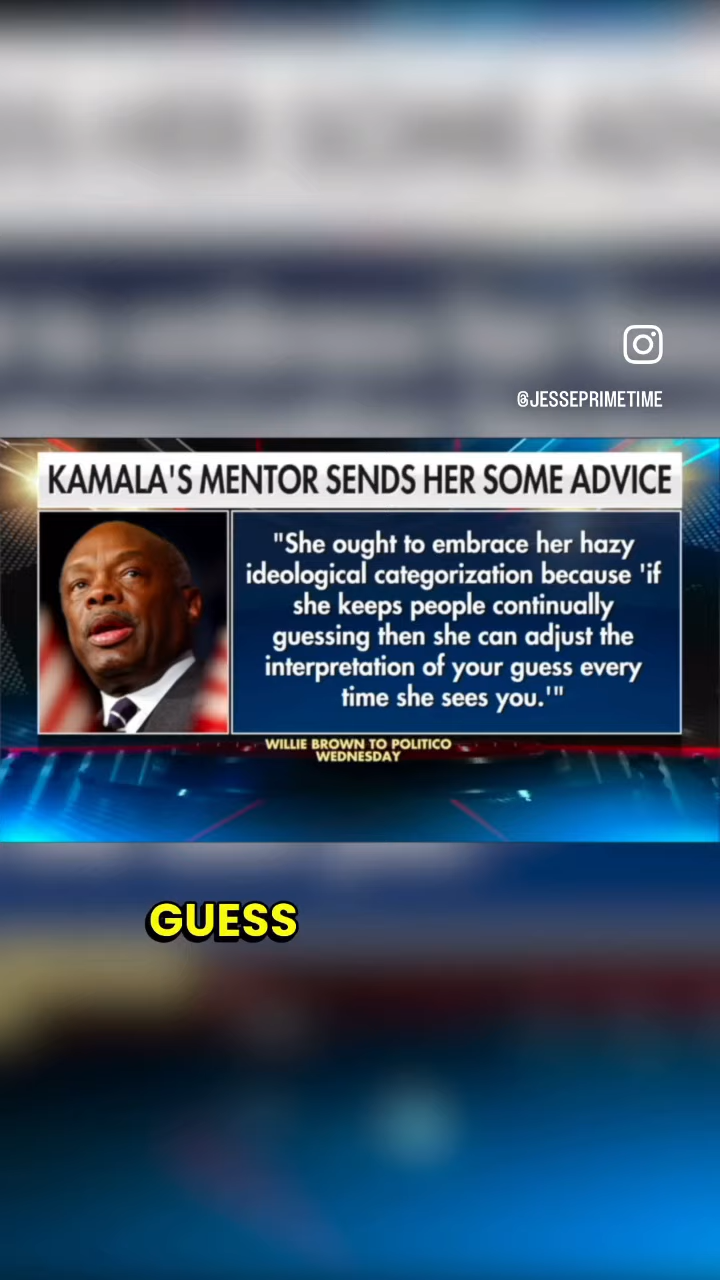 @JESSEPRIMETIME
KAMALA'S MENTOR SENDS HER SOME ADVICE
"She ought to embrace her hazy
ideological categorization because 'if
she keeps people continually
guessing then she can adjust the
interpretation of your guess every
time she sees you.'"
WILLIE BROWN TO POLITICO
WEDNESDAY
GUESS